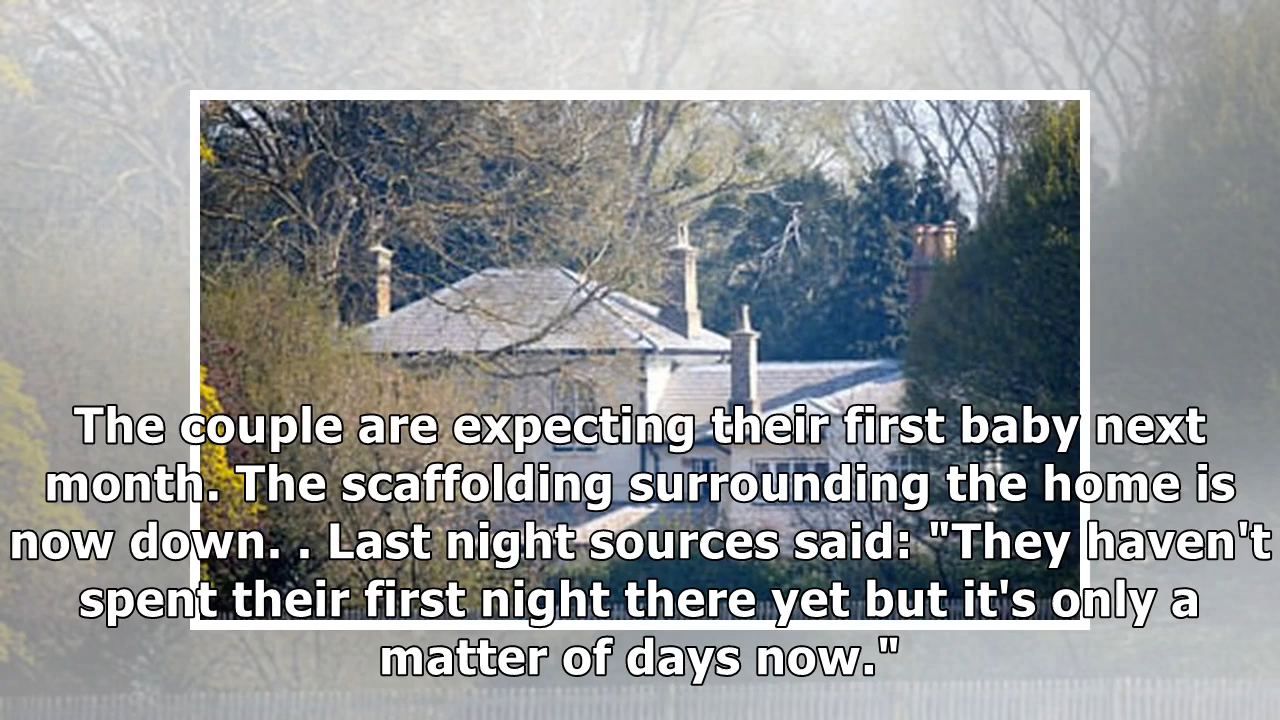 The couple are expecting their first baby next
month. The scaffolding surrounding the home is
now down. . Last night sources said: "They haven't
spent their first night there yet but it's only a
matter of days now."